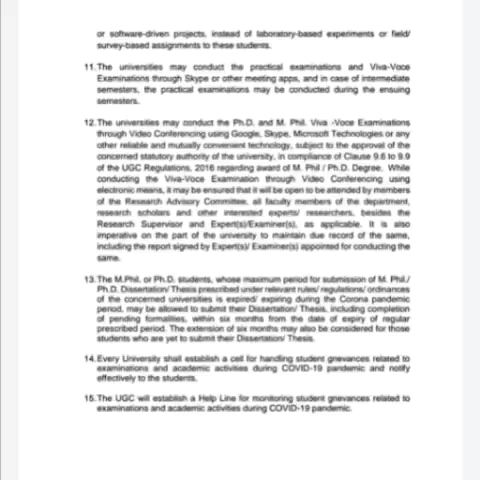 or software-driven projects, instead of laboratory-based experiments or field/
survey-based assignments to these students.
11. The universities may conduct the practical examinations and Viva-Voce
Examinations through Skype or other meeting apps, and in case of intermediate
semesters, the practical examinations may be conducted during the ensuing
semesters.
12. The universities may conduct the Ph.D. and M. Phil. Viva -Voce Examinations
through Video Conferencing using Google, Skype, Microsoft Technologies or any
other reliable and mutually convenient technology, subject to the approval of the
concerned statutory authority of the university, in compliance of Clause 9.6 to 9.9
of the UGC Regulations, 2016 regarding award of M. Phil / Ph.D. Degree. While
conducting the Viva-Voce Examination through Video Conferencing using
electronic means, it may be ensured that it will be open to be attended by members
of the Research Advisory Committee, all faculty members of the department,
research scholars and other interested experts/ researchers, besides the
Research Supervisor and Expert(s)/Examiner(s), as applicable. It is also
imperative on the part of the university to maintain due record of the same,
including the report signed by Expert(s)/ Examiner(s) appointed for conducting the
same.
13. The M.Phil. or Ph.D. students, whose maximum period for submission of M. Phil./
Ph.D. Dissertation/ Thesis prescribed under relevant rules/ regulations/ ordinances
of the concerned universities is expired/ expiring during the Corona pandemic
period, may be allowed to submit their Dissertation/ Thesis, including completion
of pending formalities, within six months from the date of expiry of regular
prescribed period. The extension of six months may also be considered for those
students who are yet to submit their Dissertation/ Thesis.
14. Every University shall establish a cell for handling student grievances related to
examinations and academic activities during COVID-19 pandemic and notify
effectively to the students.
15. The UGC will establish a Help Line for monitoring student grievances related to
examinations and academic activities during COVID-19 pandemic.